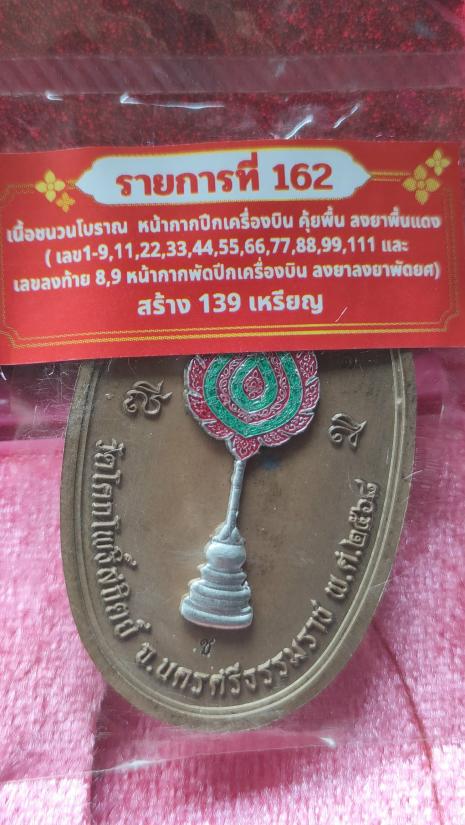 รายการที่ 162
เนื้อชนวนโบราณ หน้ากากปีกเครื่องบิน คุ้ยพื้น ลงยาพื้นแดง
( เลข1-9,11,22,33,44,55,66,77,88,99,111 และ
เลขลงท้าย 8,9 หน้ากากพัดปีกเครื่องบิน ลงยาลงยาพัดยศ)
สร้าง 139 เหรียญ
วัดโคกโพธิ์สถิตย์ จ.นครศรีธรรมราช พ.ศ.๒๕๖๘
ช